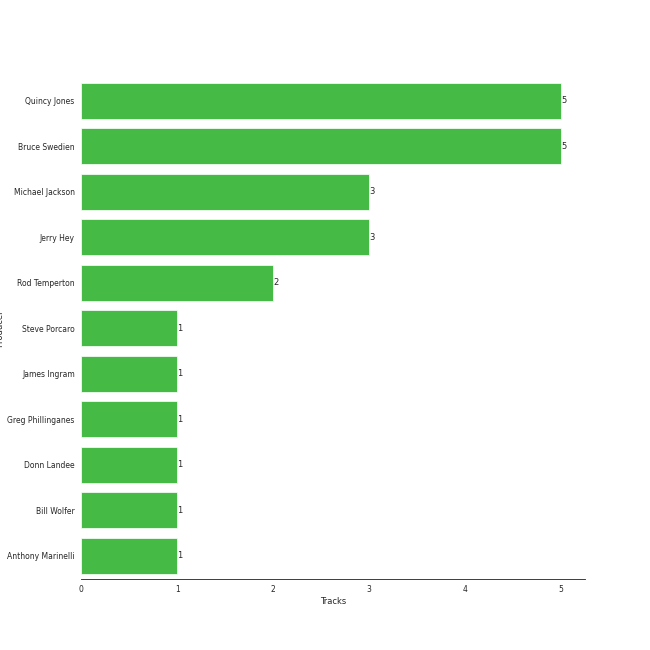 Quincy Jones 5
Bruce Swedien 5
Michael Jackson 3
Jerry Hey 3
Rod Temperton 2
Steve Porcaro 1
James Ingram 1
Greg Phillinganes 1
Donn Landee 1
Bill Wolfer 1
Anthony Marinelli 1
0 1 2 3 4 5
Tracks